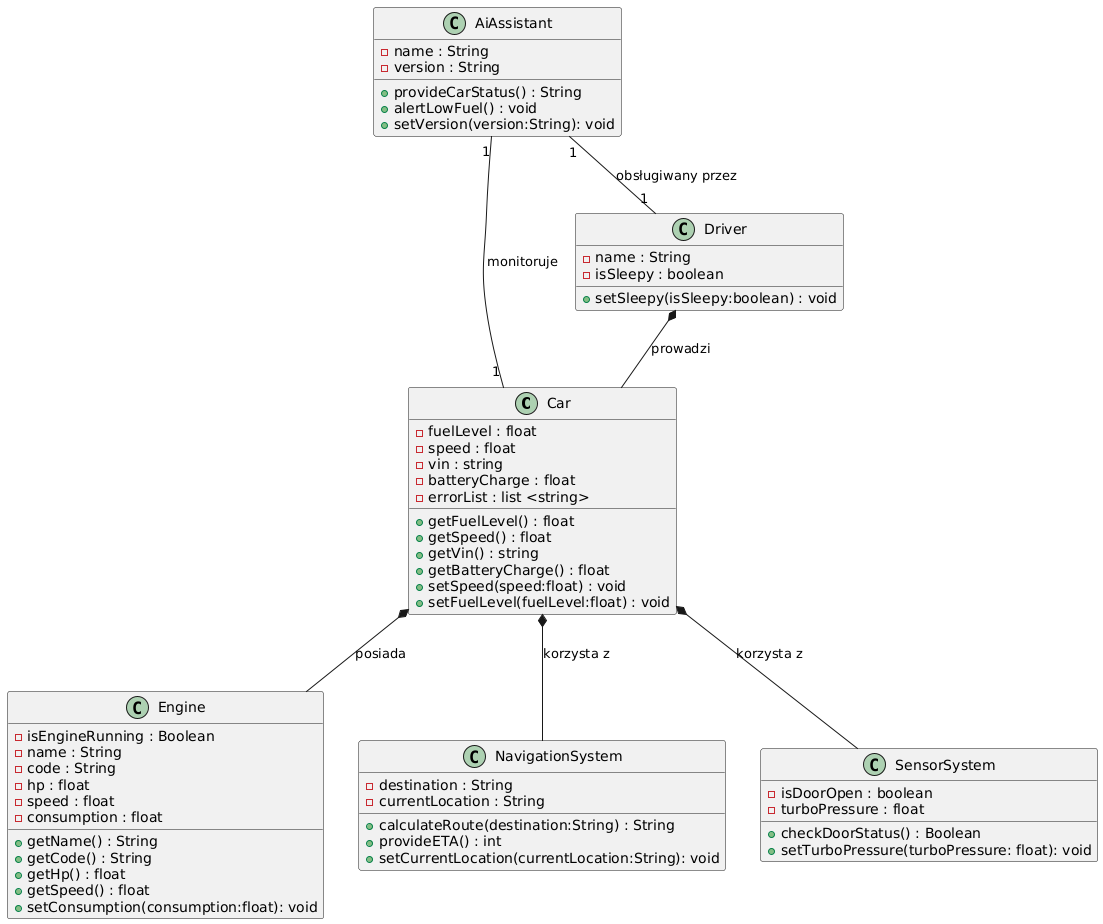 AiAssistant
name : String
version : String
provideCarStatus() : String
alertLowFuel() : void
setVersion(version:String): void
1
1
obsługiwany przez
1
Driver
name : String
isSleepy : boolean
setSleepy(isSleepy:boolean) : void
monitoruje
prowadzi
1
Car
fuelLevel : float
speed : float
vin : string
batteryCharge : float
errorList : list <string>
getFuelLevel() : float
getSpeed() : float
getVin() : string
getBatteryCharge() : float
setSpeed(speed:float) : void
setFuelLevel(fuelLevel:float) : void
posiada
korzysta z
korzysta z
Engine
isEngineRunning : Boolean
name : String
code : String
hp : float
speed : float
consumption : float
getName() : String
getCode() : String
getHp() : float
getSpeed() : float
setConsumption(consumption:float): void
NavigationSystem
destination : String
currentLocation : String
calculateRoute(destination:String) : String
provideETA() : int
setCurrentLocation(currentLocation:String): void
SensorSystem
isDoorOpen : boolean
turboPressure : float
checkDoorStatus() : Boolean
setTurboPressure(turboPressure: float): void